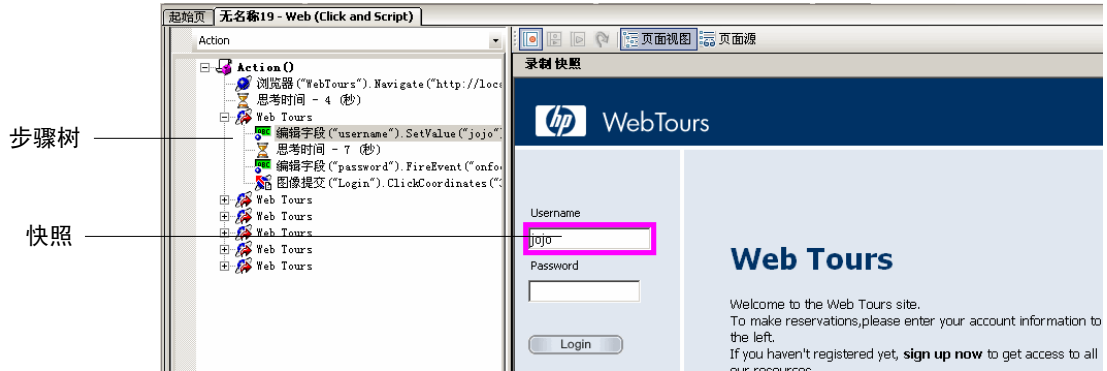 起始页 无名称19 - Web (Click and Script)
Action
页面视图 页面源
录制快照
Action()
浏览器("WebTours").Navigate("http://loca
思考时间 - 4 (秒)
Web Tours
编辑字段("username").SetValue("jojo"
思考时间 - 7 (秒)
编辑字段("password").FireEvent("onfo
图像提交("Login").ClickCoordinates("
Web Tours
Web Tours
Web Tours
Web Tours
Web Tours
步骤树
快照
hp WebTours
Username
jojo
Password
Login
Web Tours
Welcome to the Web Tours site.
To make reservations,please enter your account information to
the left.
If you haven't registered yet, sign up now to get access to all
our resources